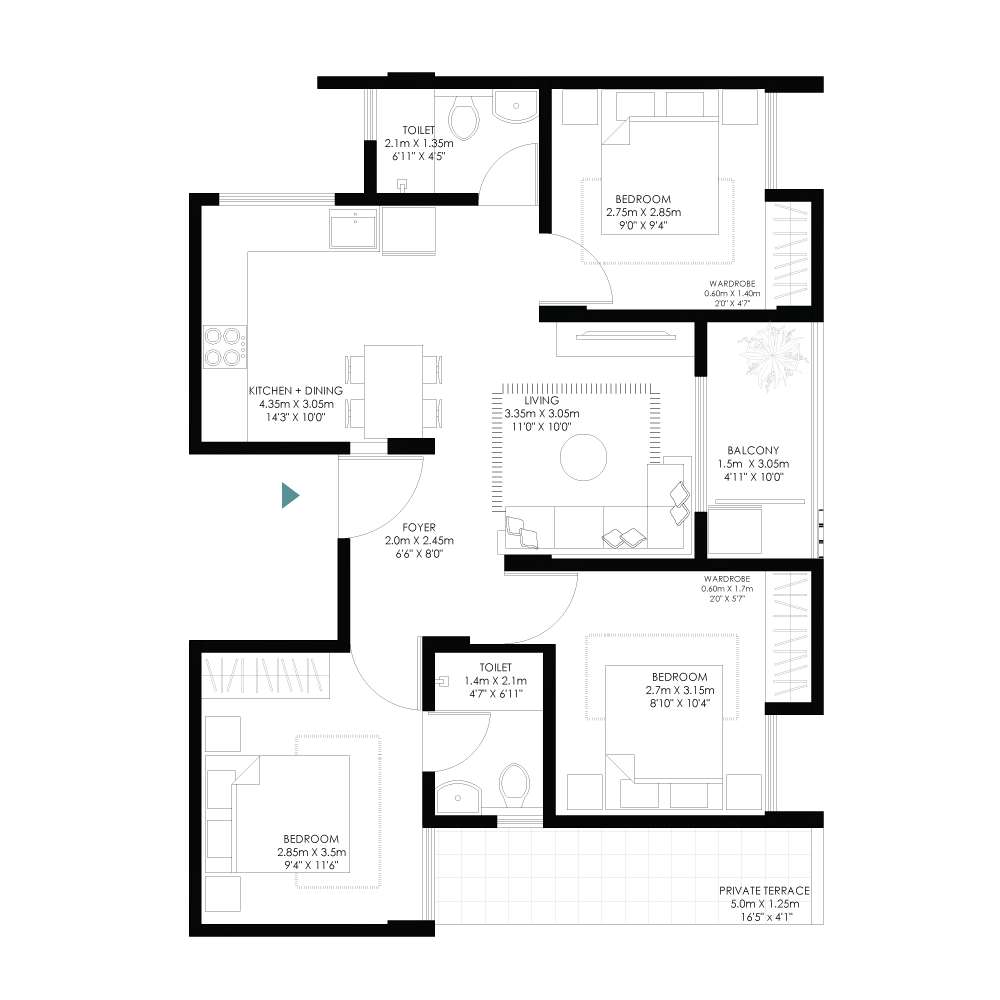 TOILET
2.1m X 1.35m
6'11" X 4'5"
BEDROOM
2.75m X 2.85m
9'0" X 9'4"
WARDROBE
0.60m X 1.40m
2'0" X 4'7"
KITCHEN + DINING
4.35m X 3.05m
14'3" X 10'0"
LIVING
3.35m X 3.05m
11'0" X 10'0"
BALCONY
1.5m X 3.05m
4'11" X 10'0"
FOYER
2.0m X 2.45m
6'6" X 8'0"
WARDROBE
0.60m X 1.7m
2'0" X 5'7"
TOILET
1.4m X 2.1m
4'7" X 6'11"
BEDROOM
2.7m X 3.15m
8'10" X 10'4"
BEDROOM
2.85m X 3.5m
9'4" X 11'6"
PRIVATE TERRACE
5.0m X 1.25m
16'5" x 4'1"